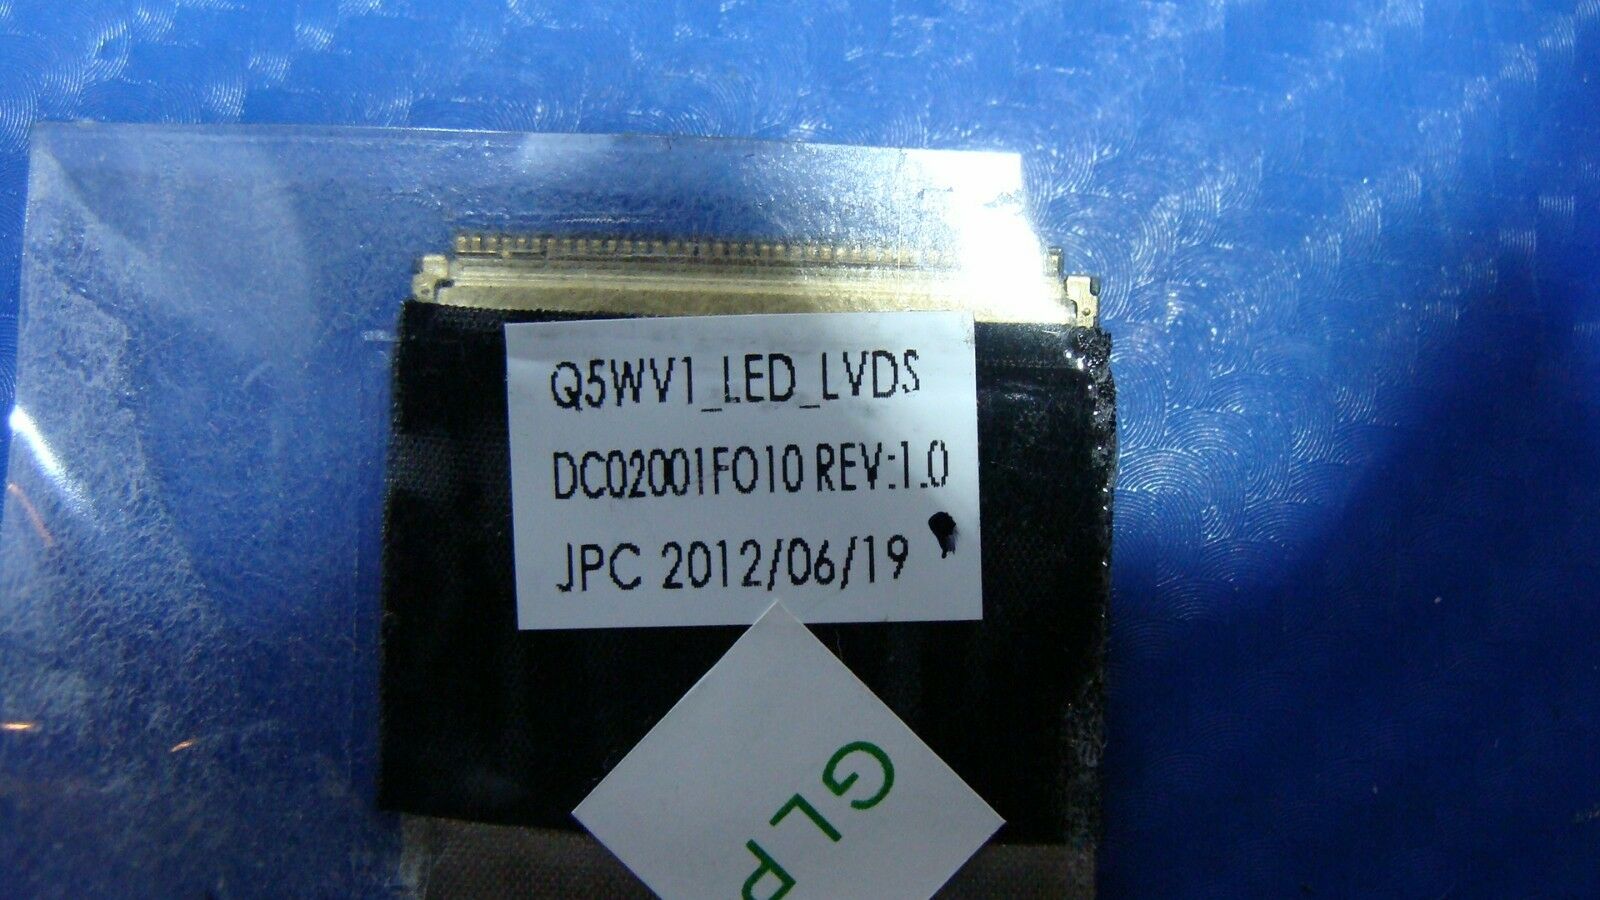 Q5WV1_LED_LVDS
DC02001FO10 REV:1.0
JPC 2012/06/19
GLP